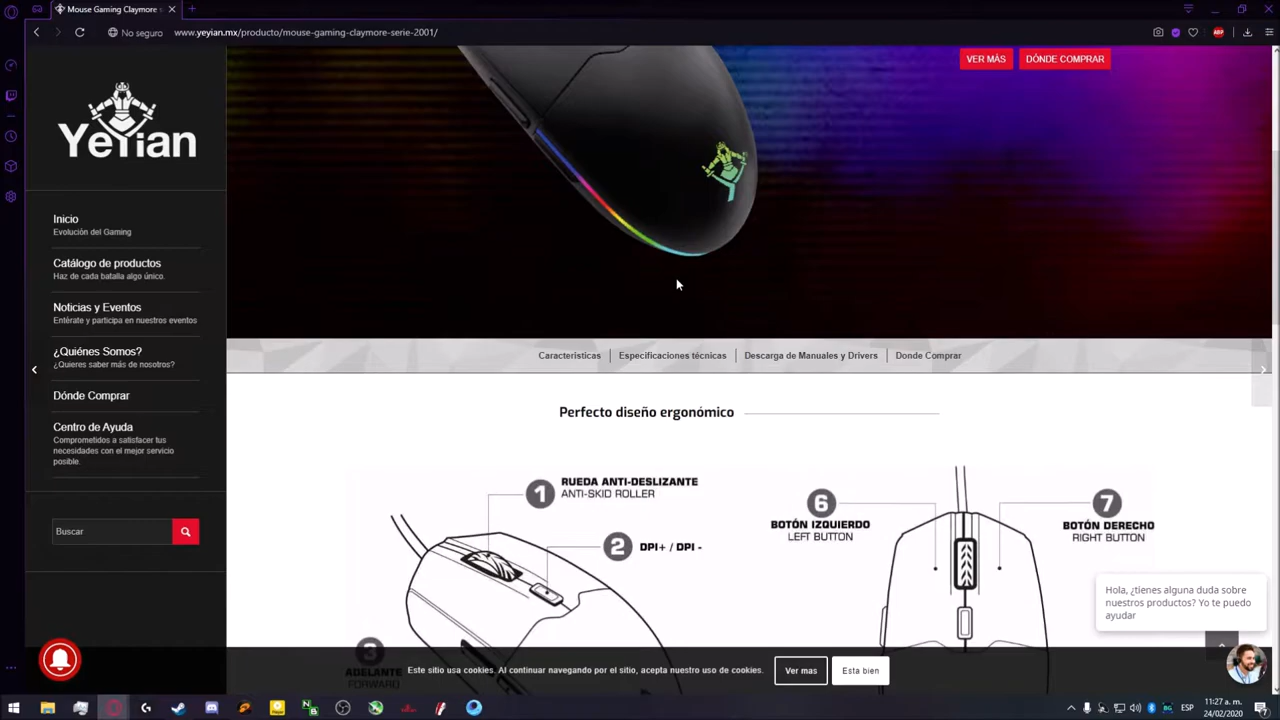 Mouse Gaming Claymore s
No seguro
www.yeyian.mx/producto/mouse-gaming-claymore-serie-2001/
ABP
YeYian
Inicio
Evolución del Gaming
Catálogo de productos
Haz de cada batalla algo único.
Noticias y Eventos
Entérate y participa en nuestros eventos
¿Quiénes Somos?
¿Quieres saber más de nosotros?
Dónde Comprar
Centro de Ayuda
Comprometidos a satisfacer tus
necesidades con el mejor servicio
posible.
Buscar
VER MÁS
DÓNDE COMPRAR
Características
Especificaciones técnicas
Descarga de Manuales y Drivers
Donde Comprar
Perfecto diseño ergonómico
1
RUEDA ANTI-DESLIZANTE
ANTI-SKID ROLLER
2
DPI+ / DPI -
3
ADELANTE
FORWARD
6
BOTÓN IZQUIERDO
LEFT BUTTON
7
BOTÓN DERECHO
RIGHT BUTTON
Hola, ¿tienes alguna duda sobre
nuestros productos? Yo te puedo
ayudar
Este sitio usa cookies. Al continuar navegando por el sitio, acepta nuestro uso de cookies.
Ver mas
Esta bien
ESP
11:27 a. m.
24/02/2020
7